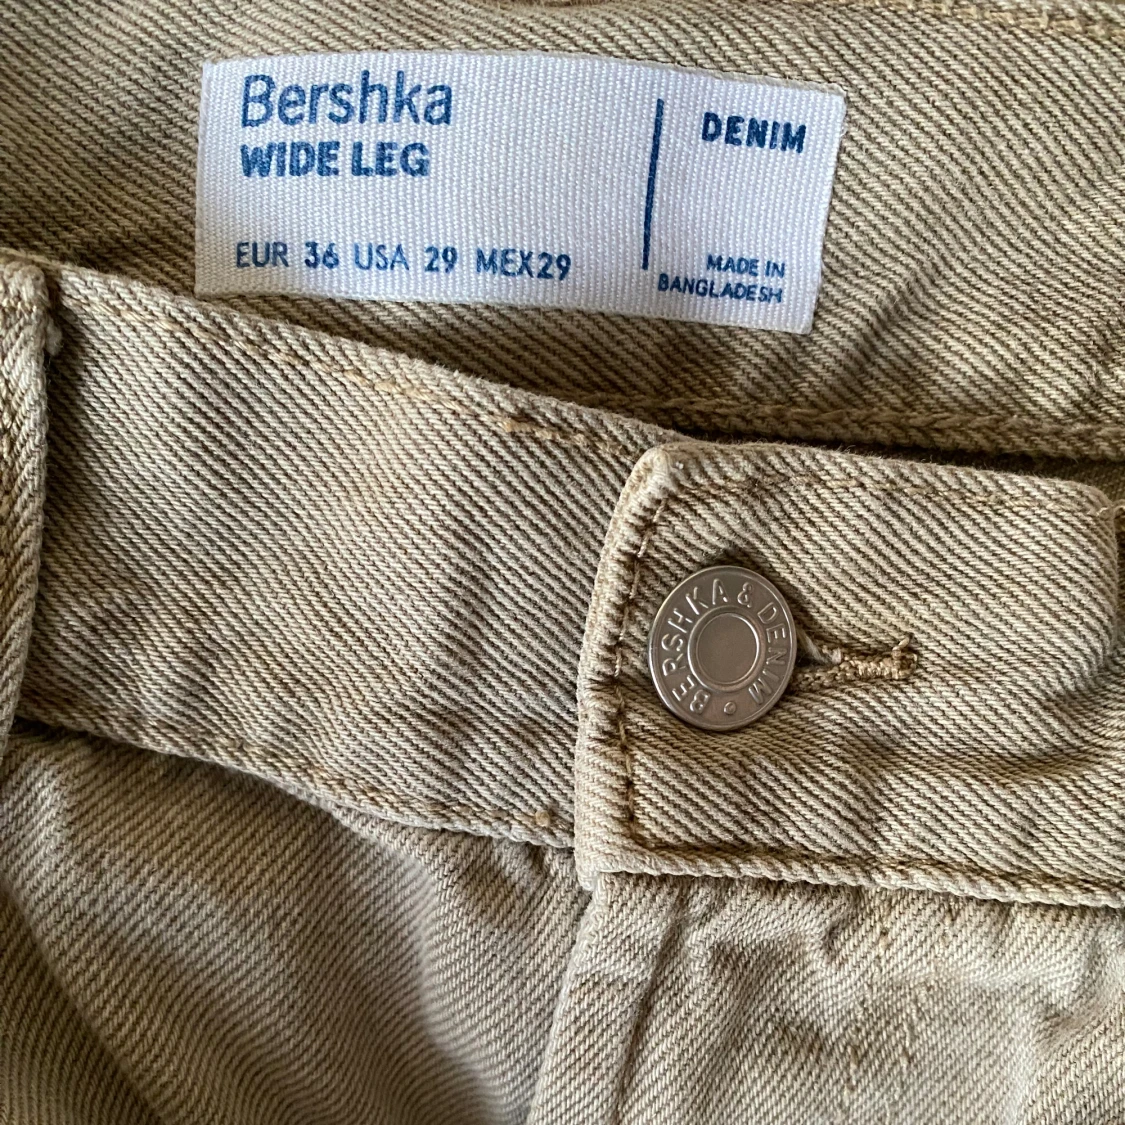 Bershka
WIDE LEG
EUR 36 USA 29 MEX29
DENIM
MADE IN
BANGLADESH
BERSHKA & DENIM